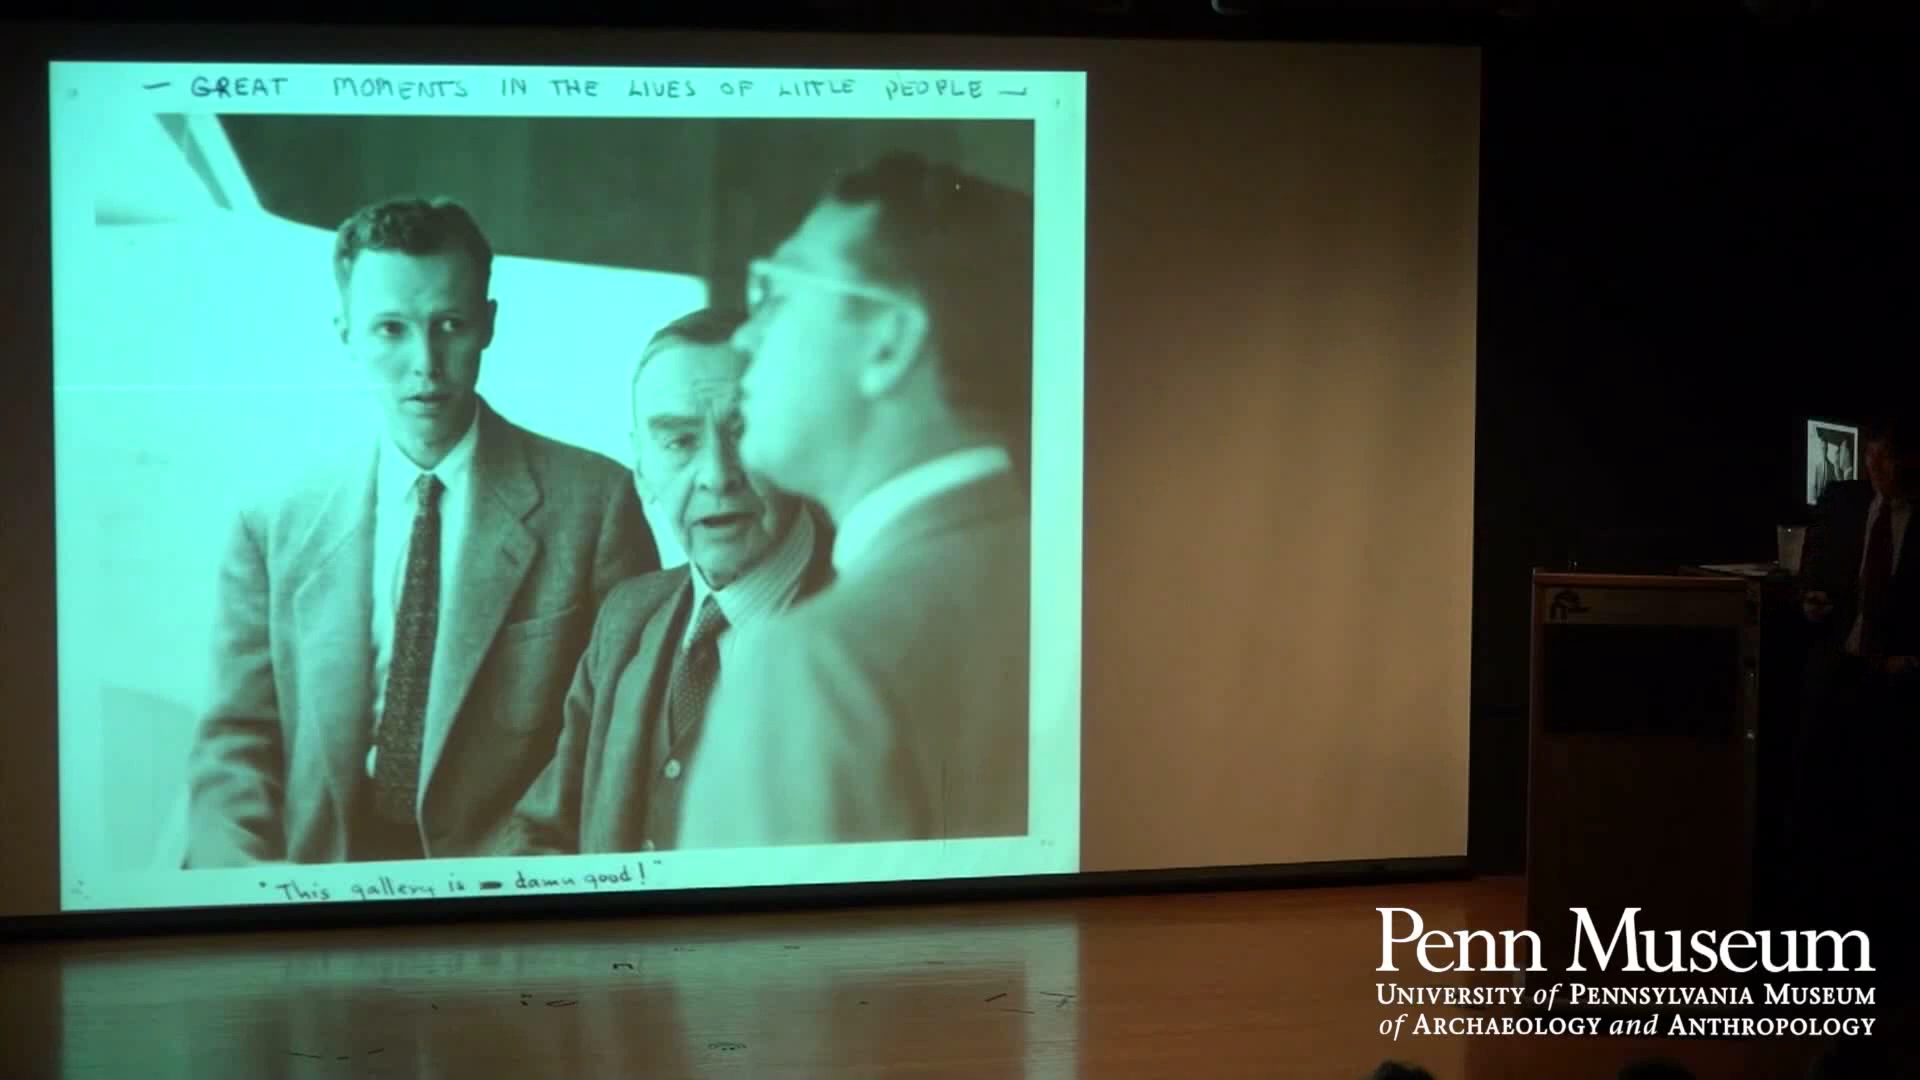 — GREAT MOMENTS IN THE LIVES OF LITTLE PEOPLE —
"This gallery is damn good!"
Penn Museum
UNIVERSITY of PENNSYLVANIA MUSEUM
of ARCHAEOLOGY and ANTHROPOLOGY